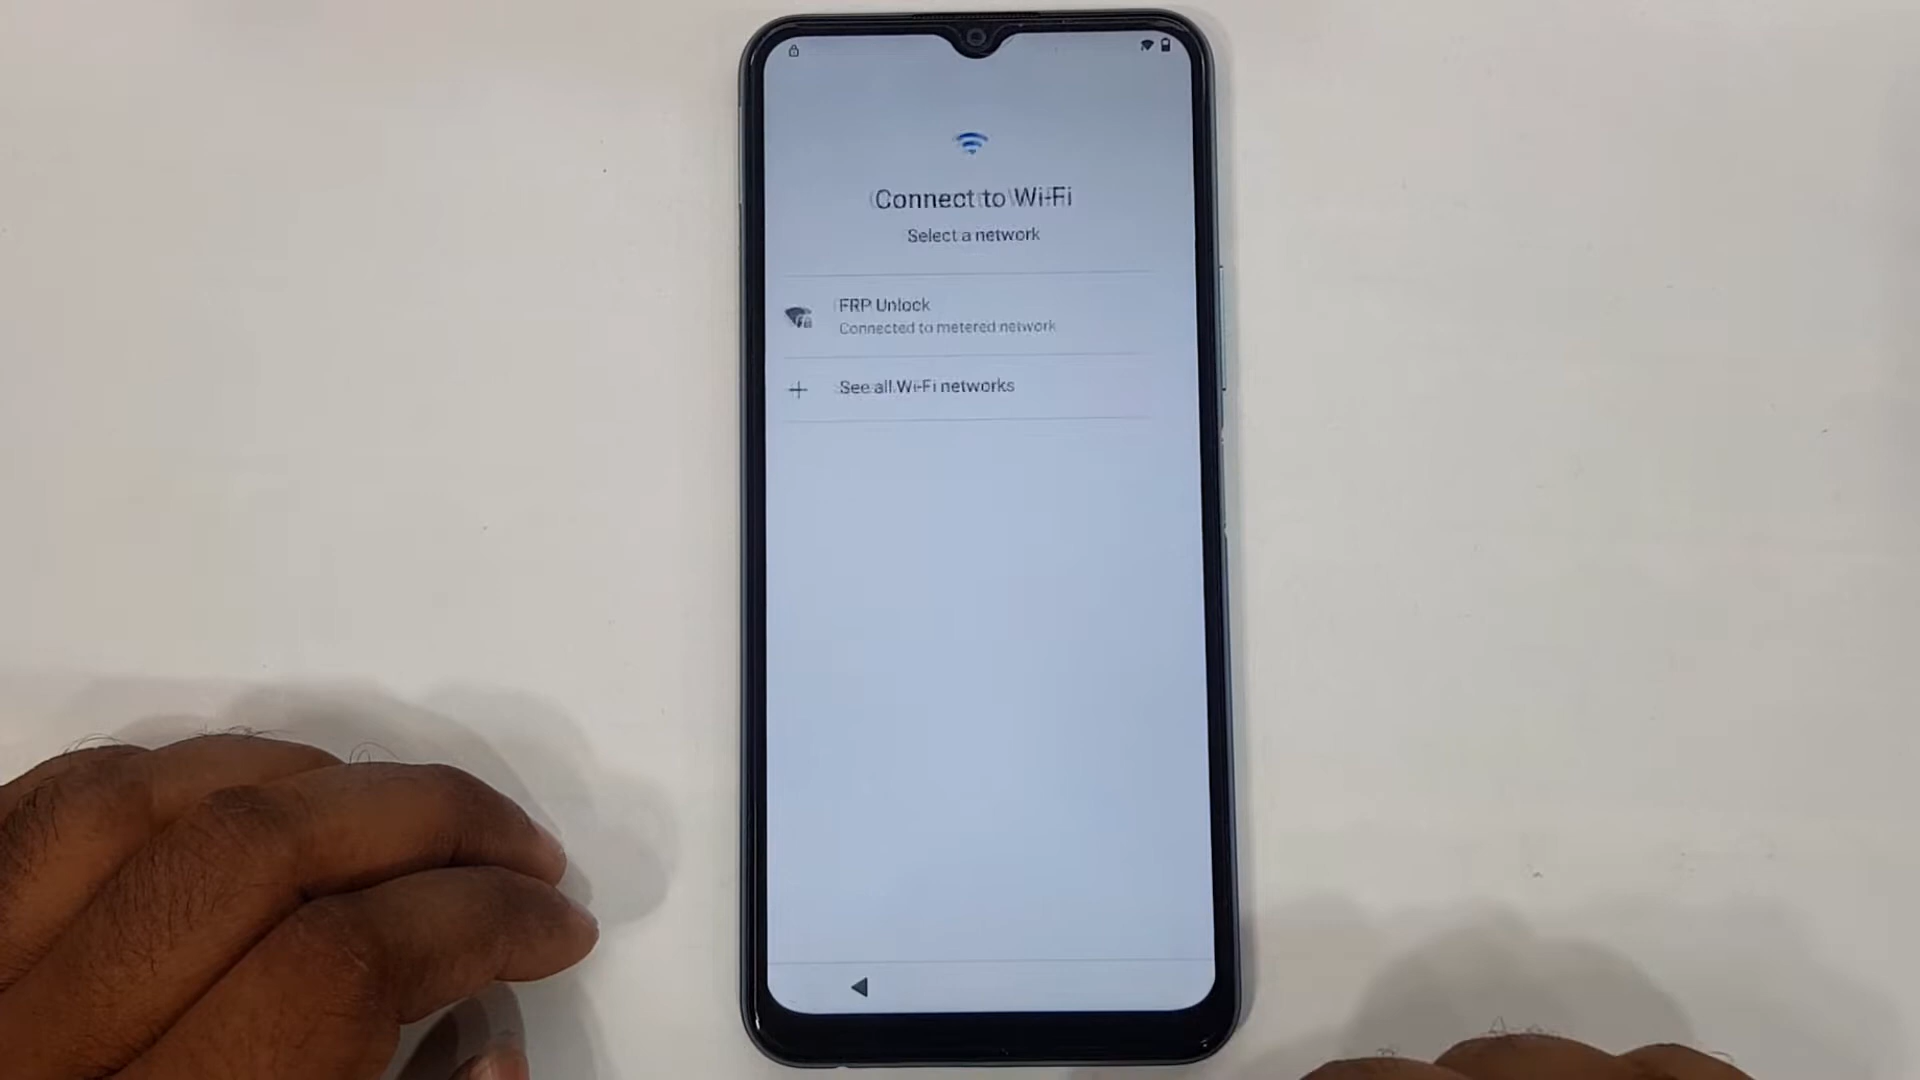 Connect to Wi-Fi
Select a network
FRP Unlock
Connected to metered network
See all Wi-Fi networks